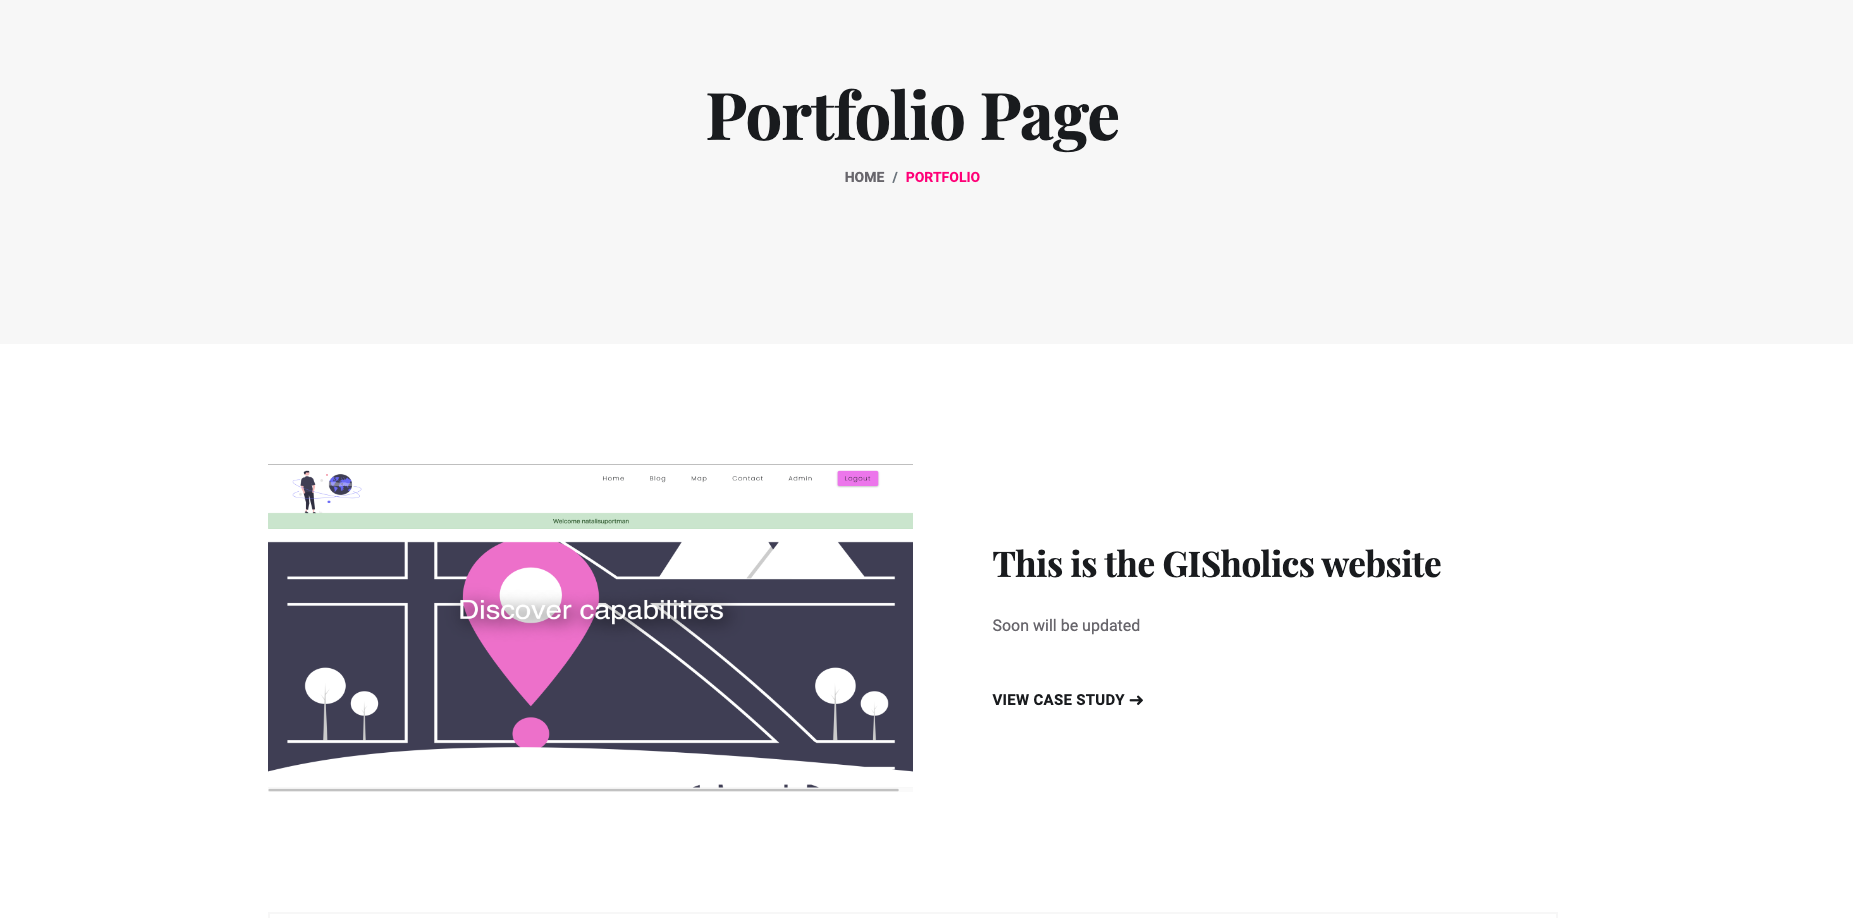 Portfolio Page
HOME / PORTFOLIO
Home Blog Map Contact Admin Logout
Welcome nataliisuportman
Discover capabilities
This is the GISholics website
Soon will be updated
VIEW CASE STUDY →